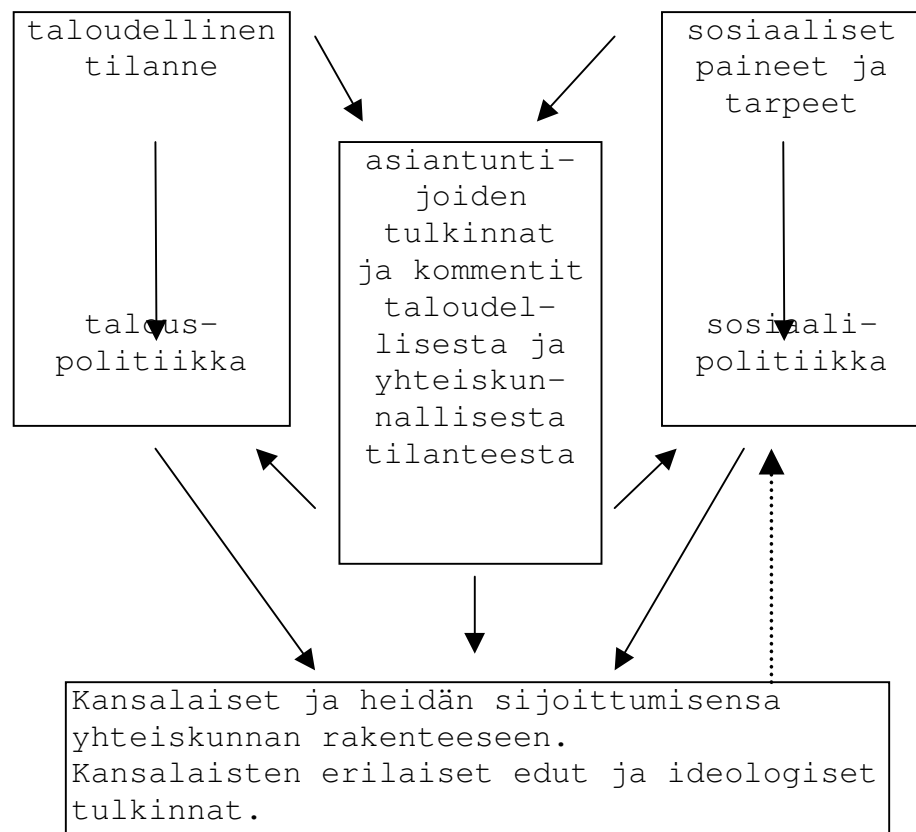 taloudellinen
tilanne
talous-
politiikka
asiantunti-
joiden
tulkinnat
ja kommentit
taloudel-
lisesta ja
yhteiskun-
nallisesta
tilanteesta
sosiaaliset
paineet ja
tarpeet
sosiaali-
politiikka
Kansalaiset ja heidän sijoittumisensa
yhteiskunnan rakenteeseen.
Kansalaisten erilaiset edut ja ideologiset
tulkinnat.